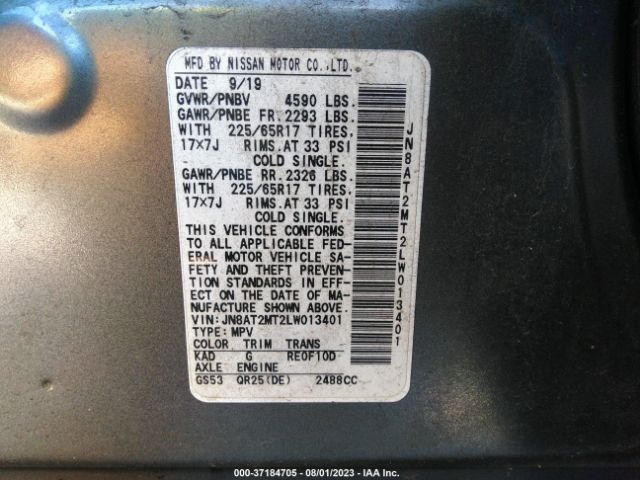 MFD BY NISSAN MOTOR CO.,LTD.
DATE 9/19
GVWR/PNBV 4590 LBS.
GAWR/PNBE FR.2293 LBS.
WITH 225/65R17 TIRES.
17×7J RIMS.AT 33 PSI
COLD SINGLE.
GAWR/PNBE RR.2326 LBS.
WITH 225/65R17 TIRES.
17×7J RIMS.AT 33 PSI
COLD SINGLE.
THIS VEHICLE CONFORMS
TO ALL APPLICABLE FED-
ERAL MOTOR VEHICLE SA-
FETY AND THEFT PREVEN-
TION STANDARDS IN EFF-
ECT ON THE DATE OF MA-
NUFACTURE SHOWN ABOVE.
VIN:JN8AT2MT2LW013401
TYPE:MPV
COLOR TRIM TRANS
KAD G RE0F10D
AXLE ENGINE
GS53 QR25(DE) 2488CC
JN8AT2MT2LW013401
000-37184705 - 08/01/2023 - IAA Inc.